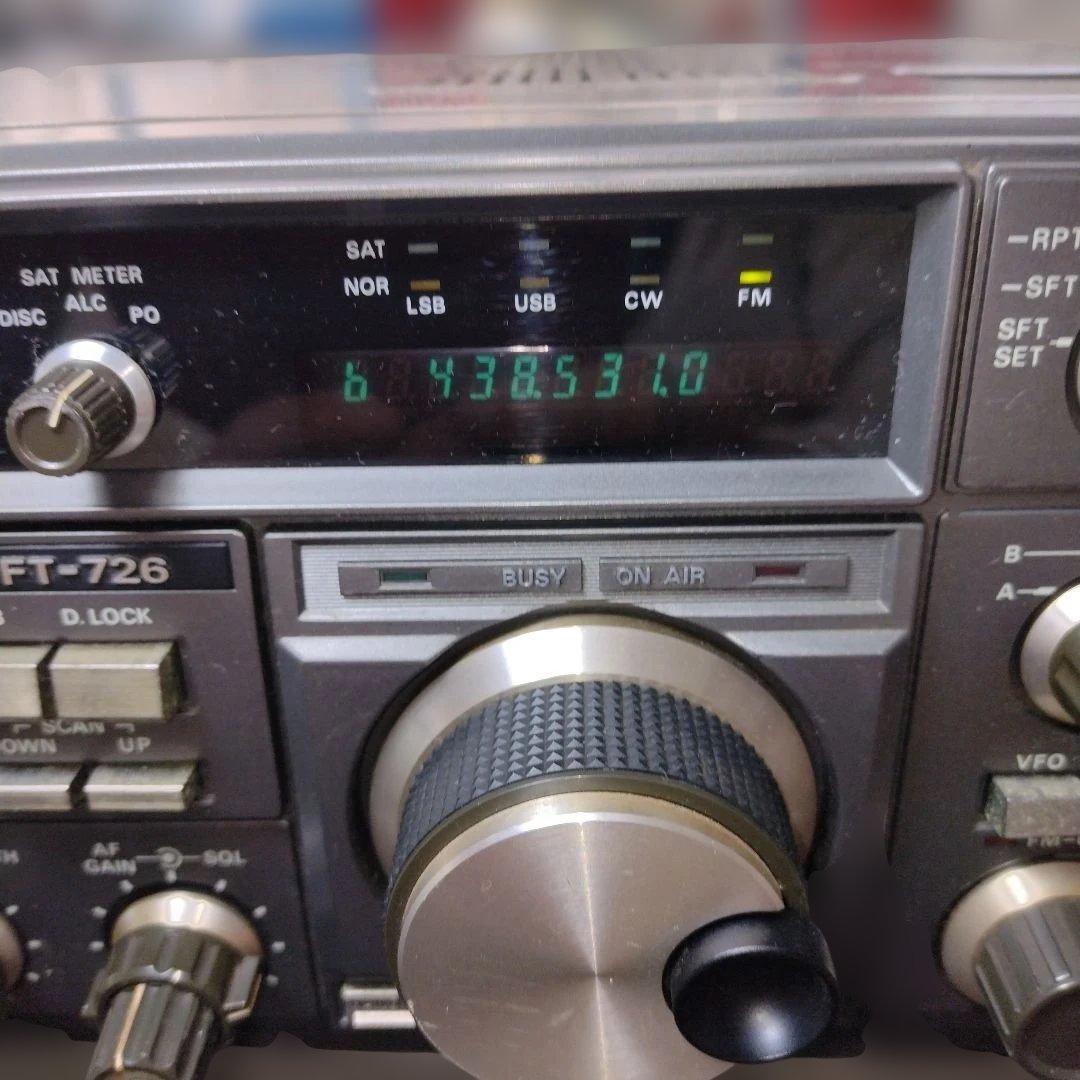 SAT METER
DISC ALC PO
SAT
NOR
LSB USB CW FM
b 438.531.0
RPT
SFT
SFT
SET
FT-726
BUSY
ON AIR
D. LOCK
SCAN
UP
AF
GAIN
SQL
B
A
VFO